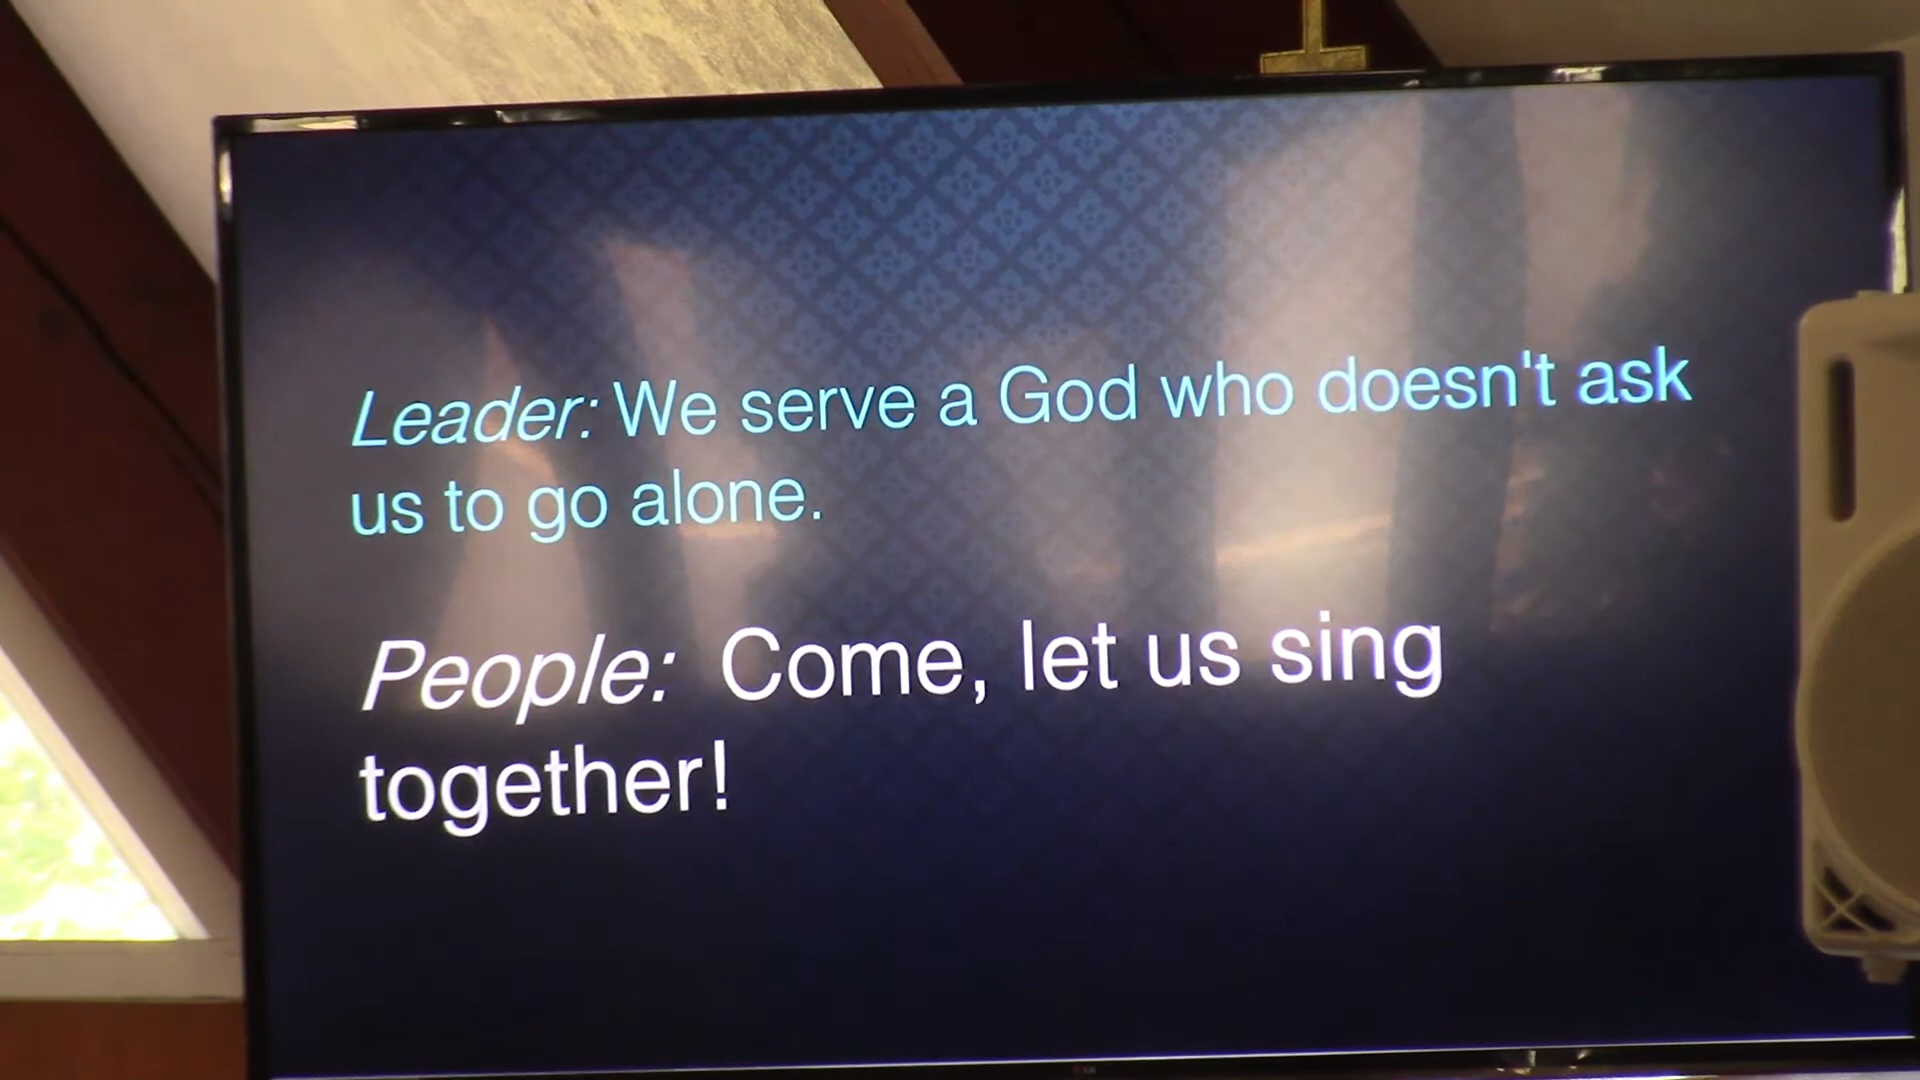 Leader: We serve a God who doesn't ask
us to go alone.
People: Come, let us sing
together!